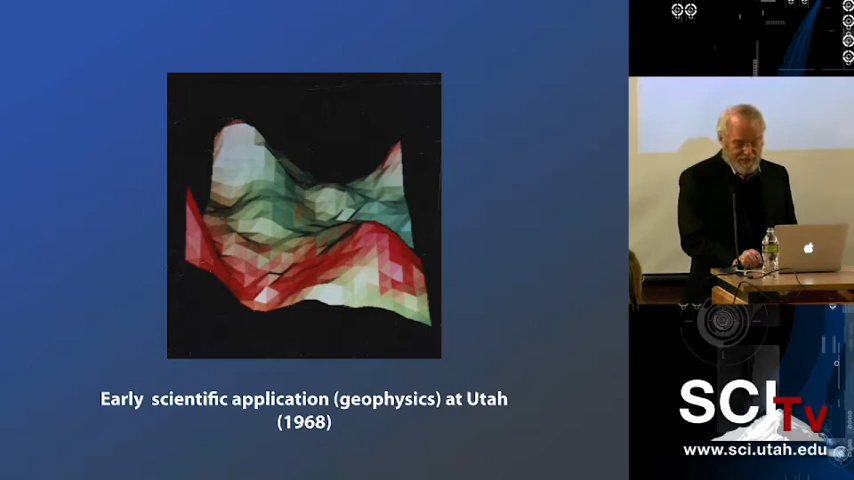 Early scientific application (geophysics) at Utah
(1968)
SCI TV
www.sci.utah.edu